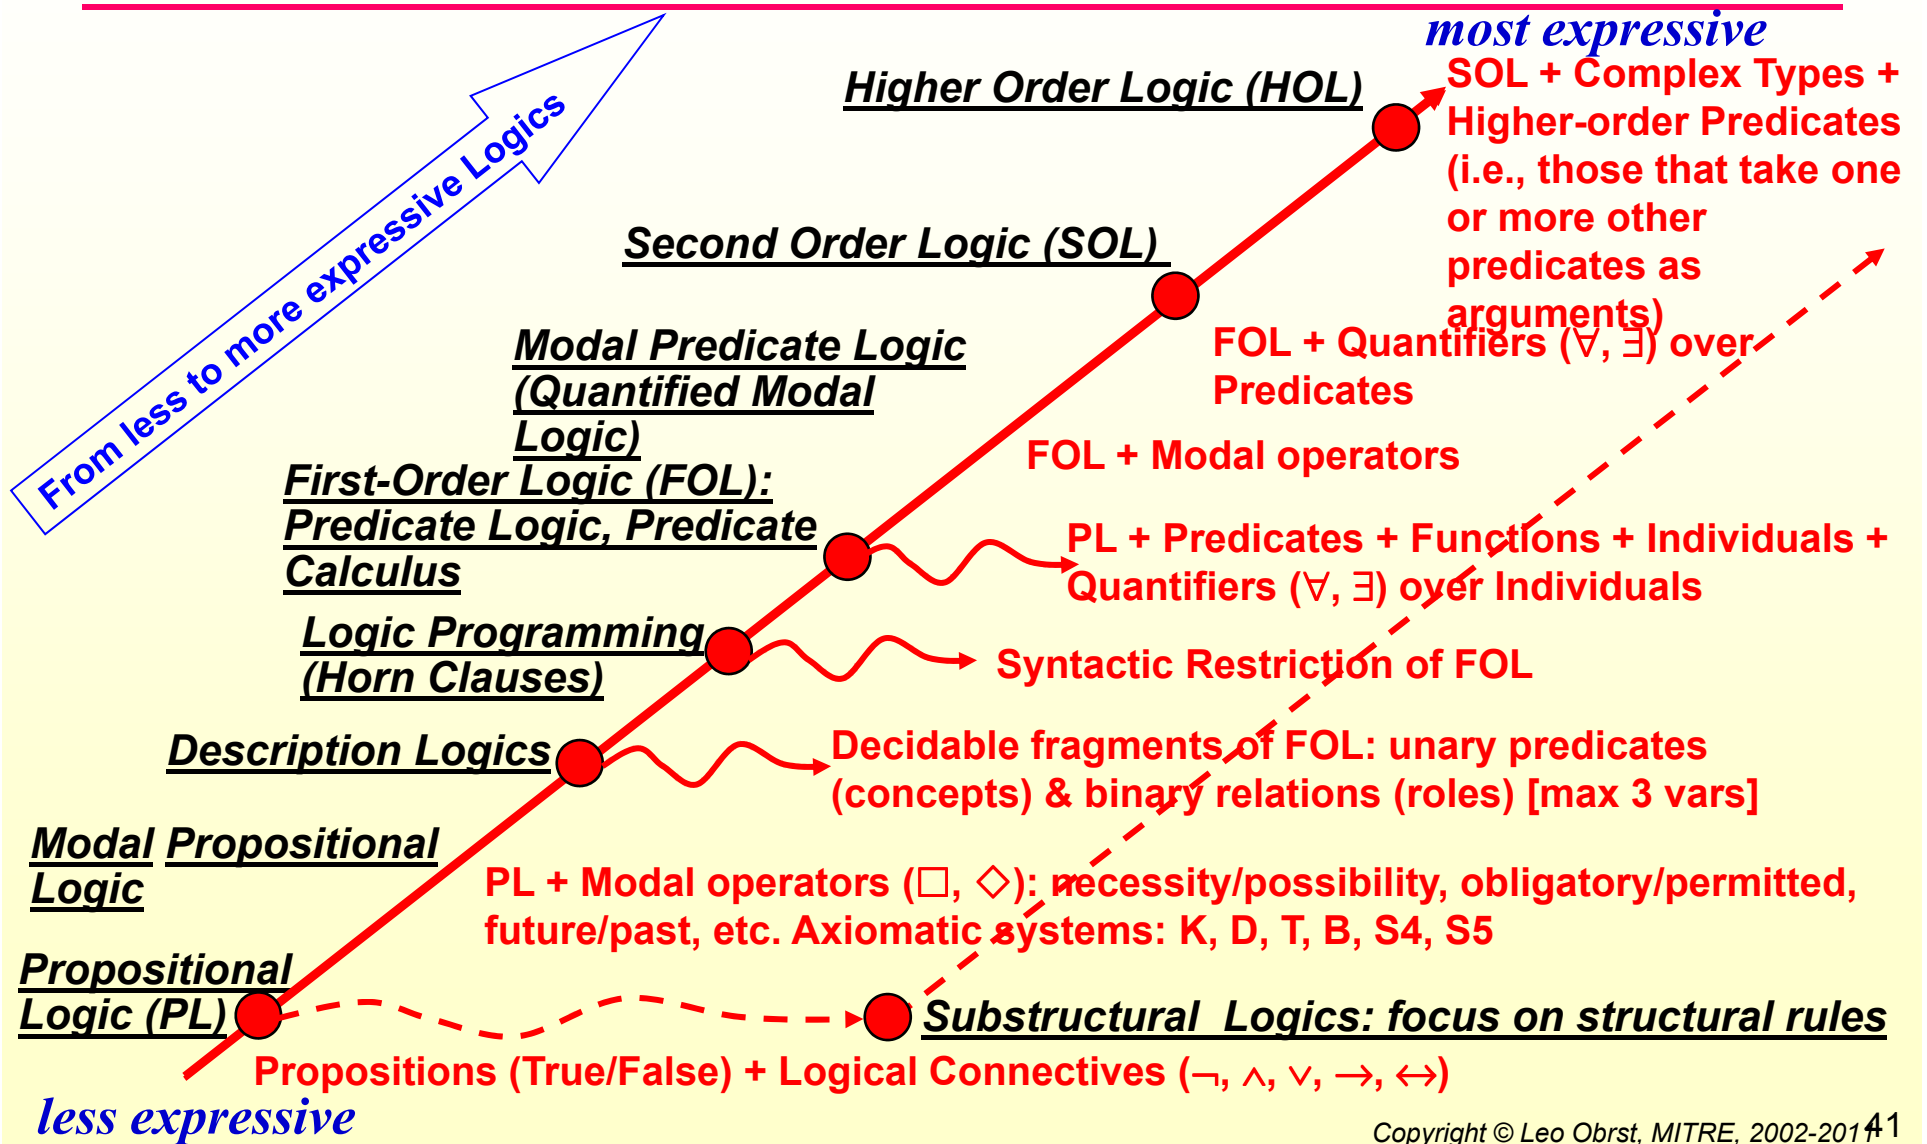 most expressive
Higher Order Logic (HOL)
SOL + Complex Types +
Higher-order Predicates
(i.e., those that take one
or more other
predicates as
arguments)
From less to more expressive Logics
Second Order Logic (SOL)
FOL + Quantifiers (∀, ∃) over
Predicates
Modal Predicate Logic
(Quantified Modal
Logic)
FOL + Modal operators
First-Order Logic (FOL):
Predicate Logic, Predicate
Calculus
PL + Predicates + Functions + Individuals +
Quantifiers (∀, ∃) over Individuals
Logic Programming
(Horn Clauses)
Syntactic Restriction of FOL
Description Logics
Decidable fragments of FOL: unary predicates
(concepts) & binary relations (roles) [max 3 vars]
Modal Propositional
Logic
PL + Modal operators (□, ◇): necessity/possibility, obligatory/permitted,
future/past, etc. Axiomatic systems: K, D, T, B, S4, S5
Propositional
Logic (PL)
Substructural Logics: focus on structural rules
Propositions (True/False) + Logical Connectives (¬, ∧, ∨, →, ↔)
less expressive
Copyright © Leo Obrst, MITRE,
41